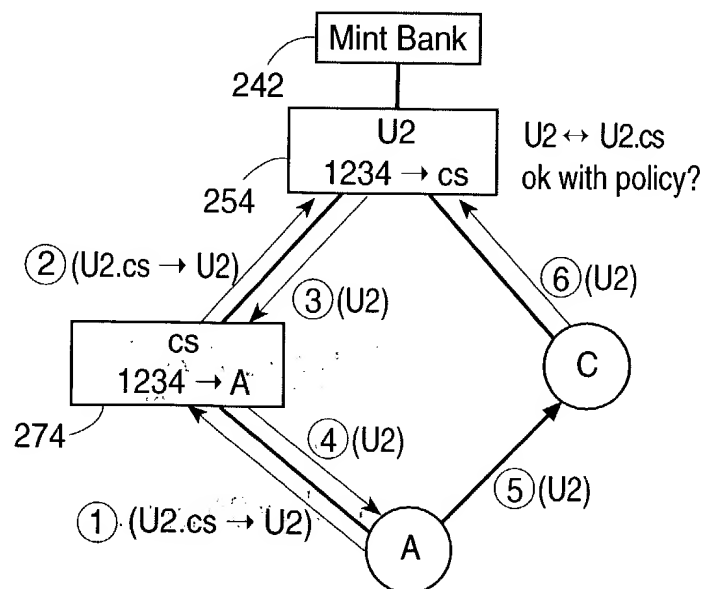 Mint Bank
242
U2
1234 → cs
254
U2 ↔ U2.cs
ok with policy?
② (U2.cs → U2)
③ (U2)
⑥ (U2)
cs
1234 → A
274
C
④ (U2)
⑤ (U2)
① (U2.cs → U2)
A